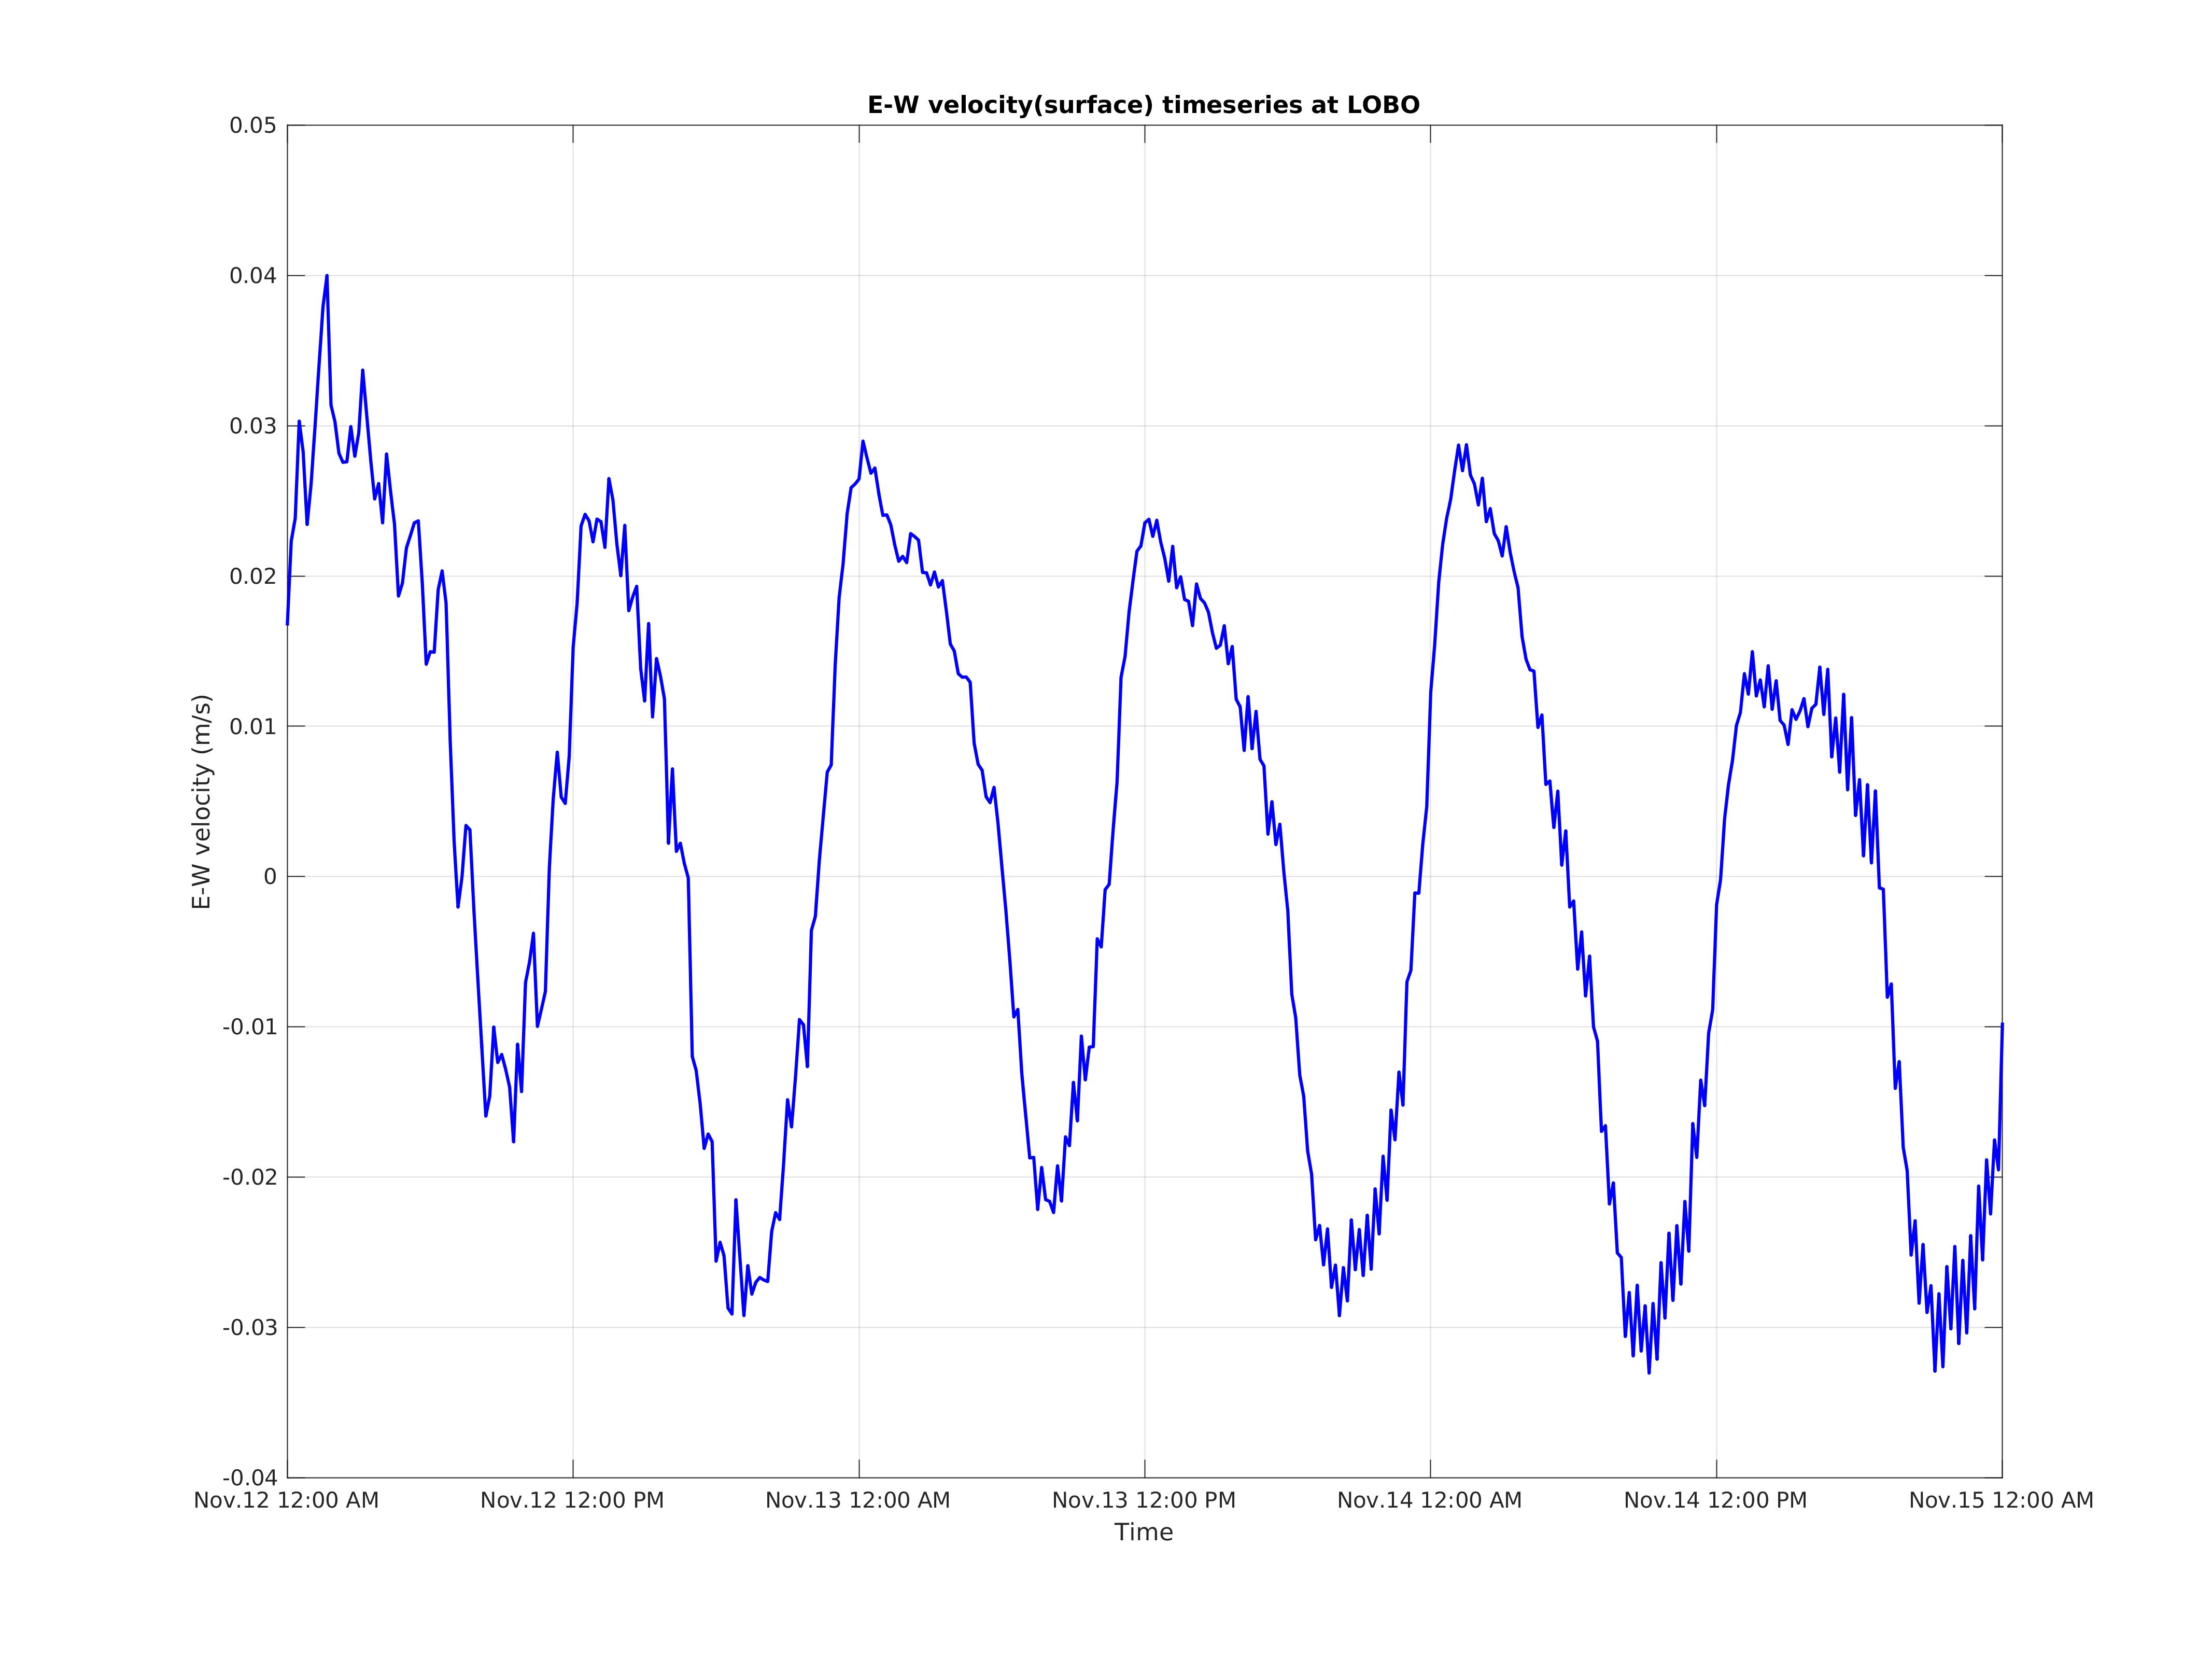 E-W velocity(surface) timeseries at LOBO
0.05
0.04
0.03
0.02
0.01
0
-0.01
-0.02
-0.03
-0.04
E-W velocity (m/s)
Nov.12 12:00 AM Nov.12 12:00 PM Nov.13 12:00 AM Nov.13 12:00 PM Nov.14 12:00 AM Nov.14 12:00 PM Nov.15 12:00 AM
Time